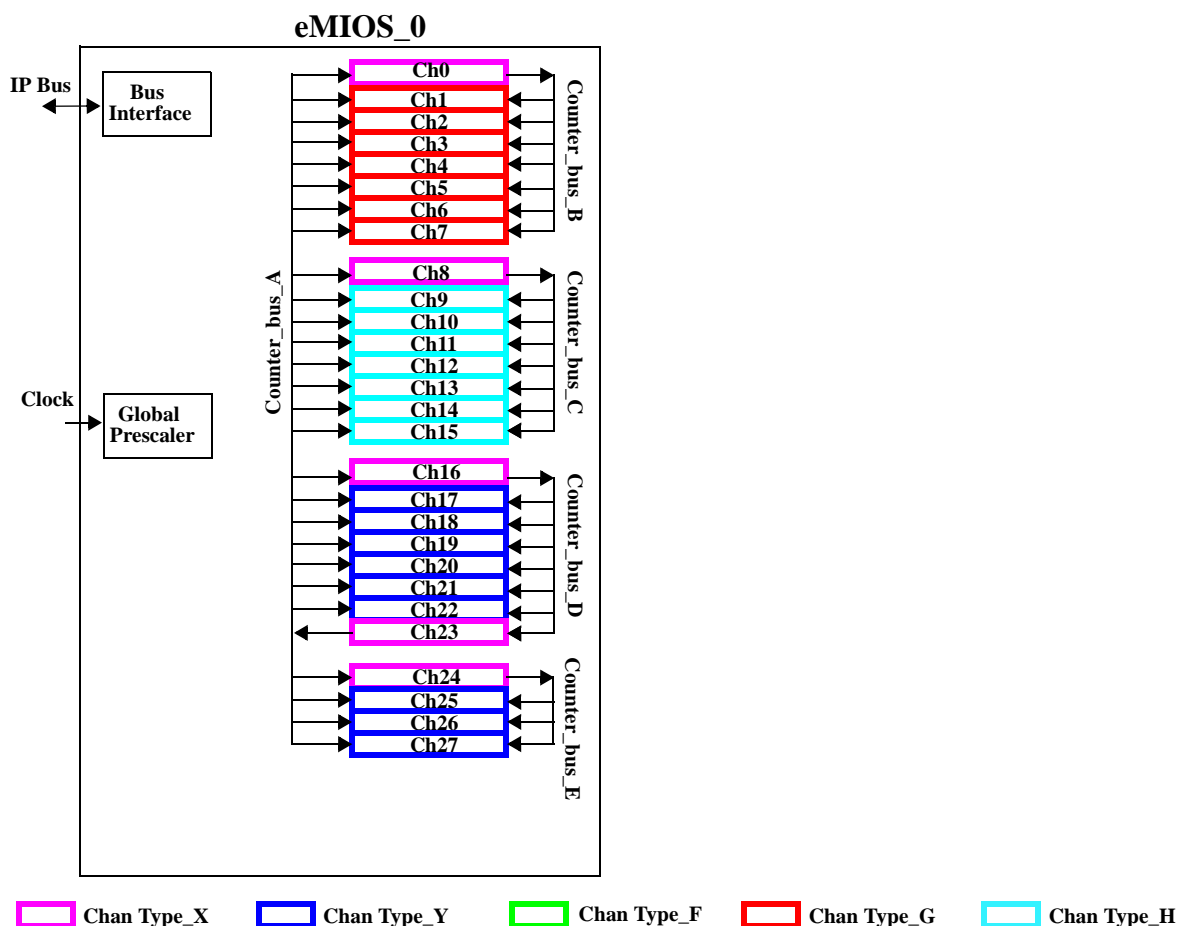 eMIOS_0
IP Bus
Bus
Interface
Clock
Global
Prescaler
Counter_bus_A
Ch0
Ch1
Ch2
Ch3
Ch4
Ch5
Ch6
Ch7
Counter_bus_B
Ch8
Ch9
Ch10
Ch11
Ch12
Ch13
Ch14
Ch15
Counter_bus_C
Ch16
Ch17
Ch18
Ch19
Ch20
Ch21
Ch22
Ch23
Counter_bus_D
Ch24
Ch25
Ch26
Ch27
Counter_bus_E
Chan Type_X
Chan Type_Y
Chan Type_F
Chan Type_G
Chan Type_H